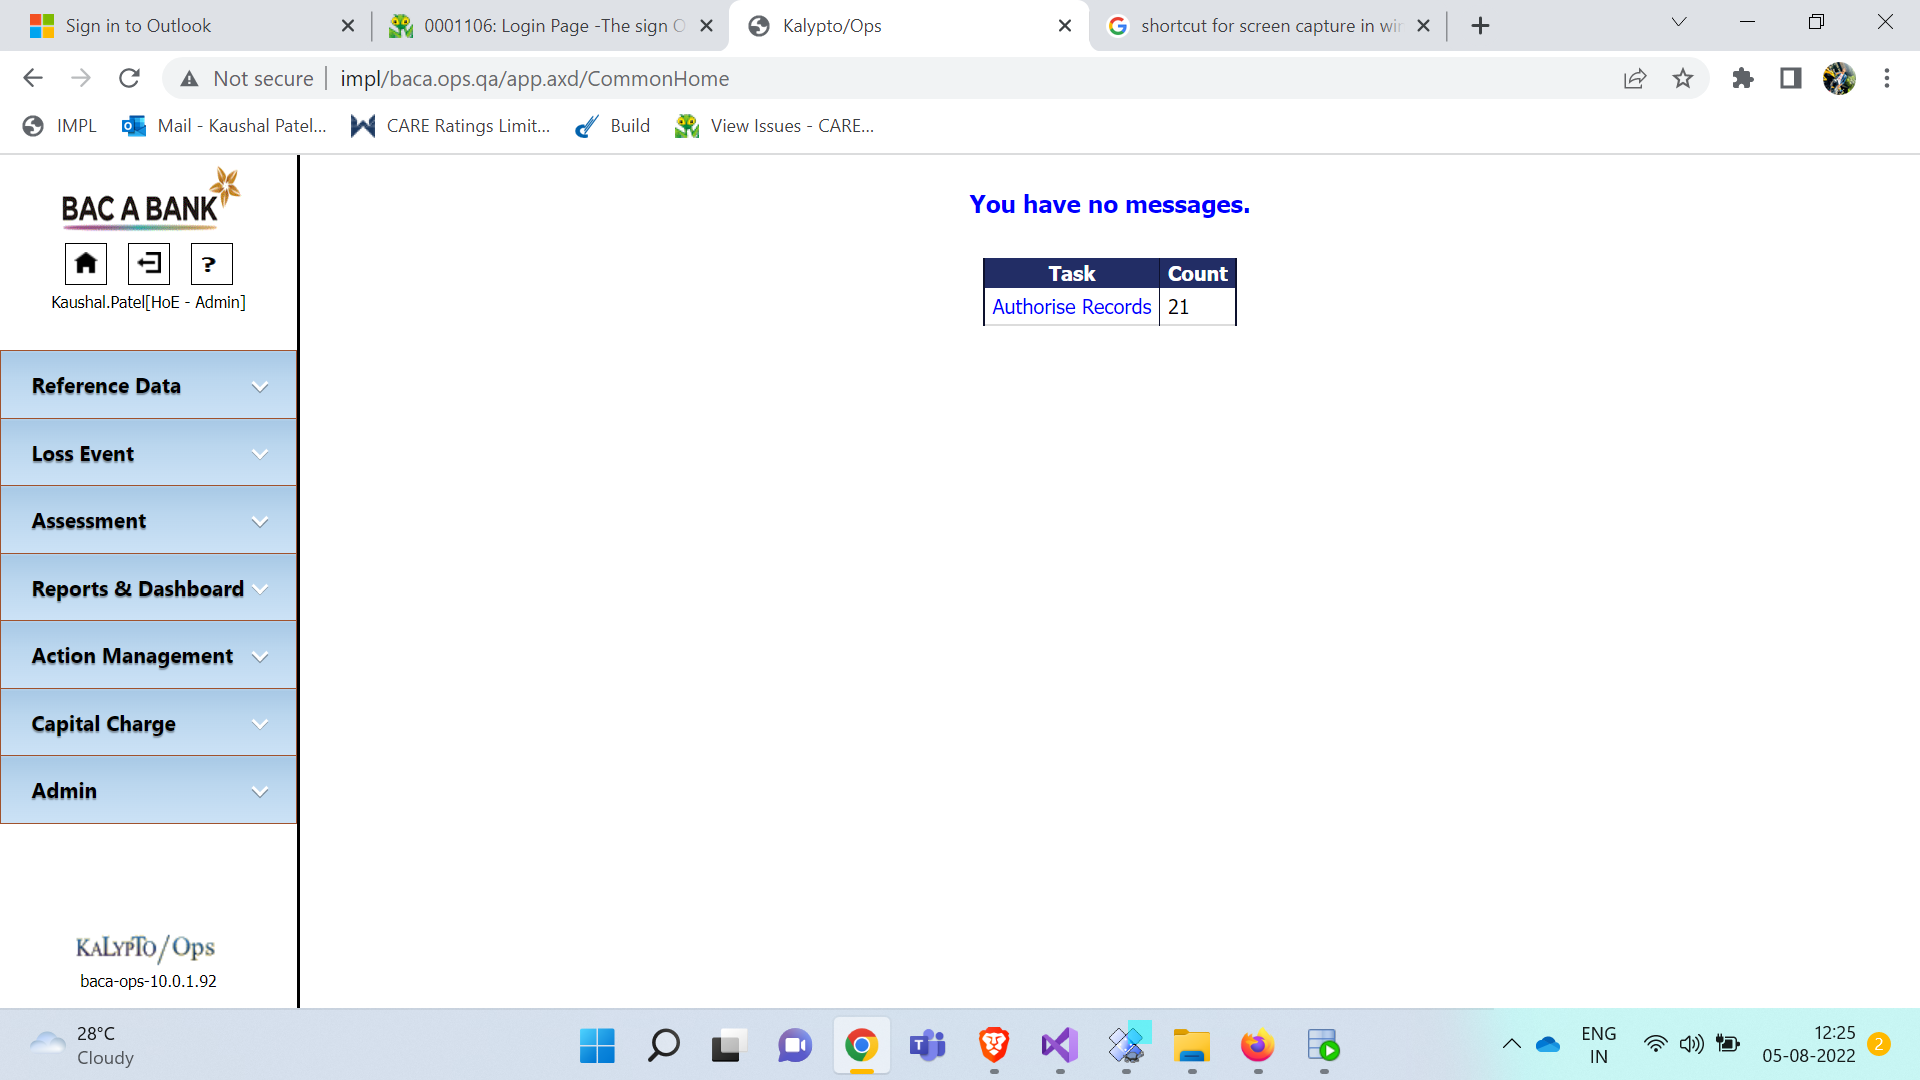 Sign in to Outlook
0001106: Login Page -The sign O
Kalypto/Ops
shortcut for screen capture in wir
Not secure
impl/baca.ops.qa/app.axd/CommonHome
IMPL
Mail - Kaushal Patel...
CARE Ratings Limit...
Build
View Issues - CARE...
BAC A BANK
?
Kaushal.Patel[HoE - Admin]
Reference Data
Loss Event
Assessment
Reports & Dashboard
Action Management
Capital Charge
Admin
KALYPTO/Ops
baca-ops-10.0.1.92
You have no messages.
Task Count
Authorise Records 21
28°C
Cloudy
ENG
IN
12:25
05-08-2022
2